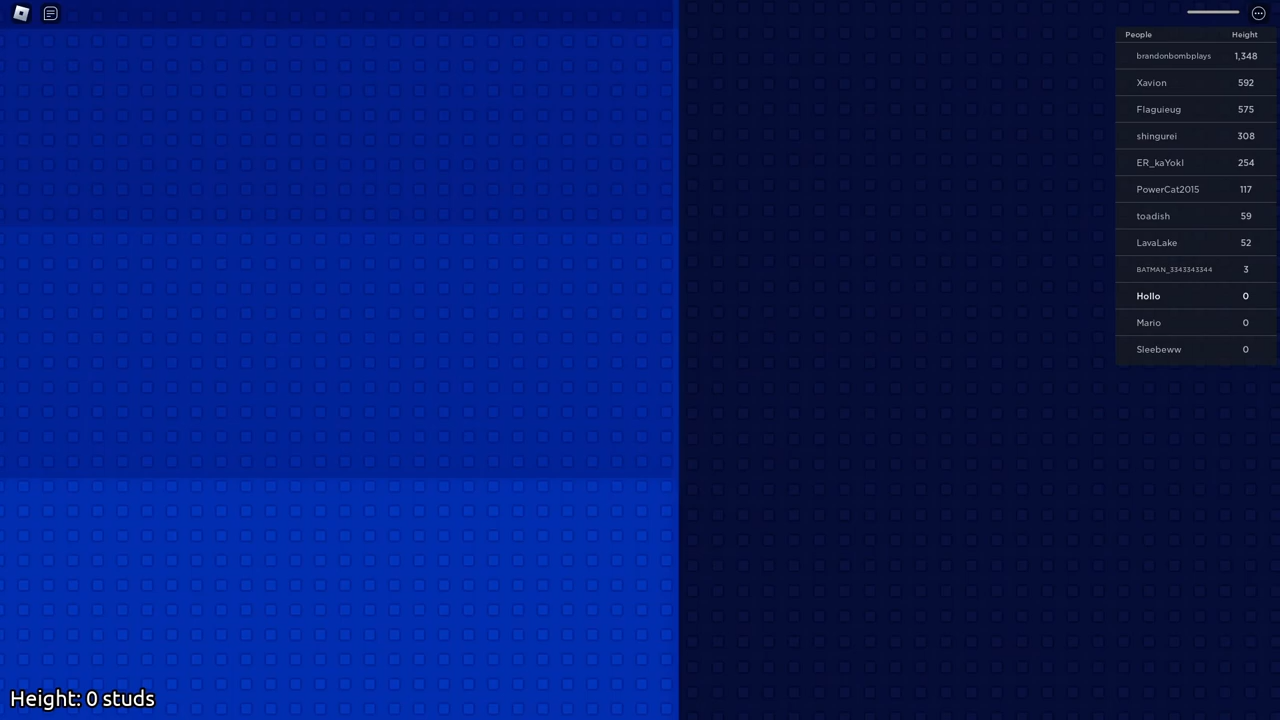 People Height
brandonbombplays 1,348
Xavion 592
Flaguieug 575
shingurei 308
ER_kaYokI 254
PowerCat2015 117
toadish 59
LavaLake 52
BATMAN_3343343344 3
Hollo 0
Mario 0
Sleebeww 0
Height: 0 studs